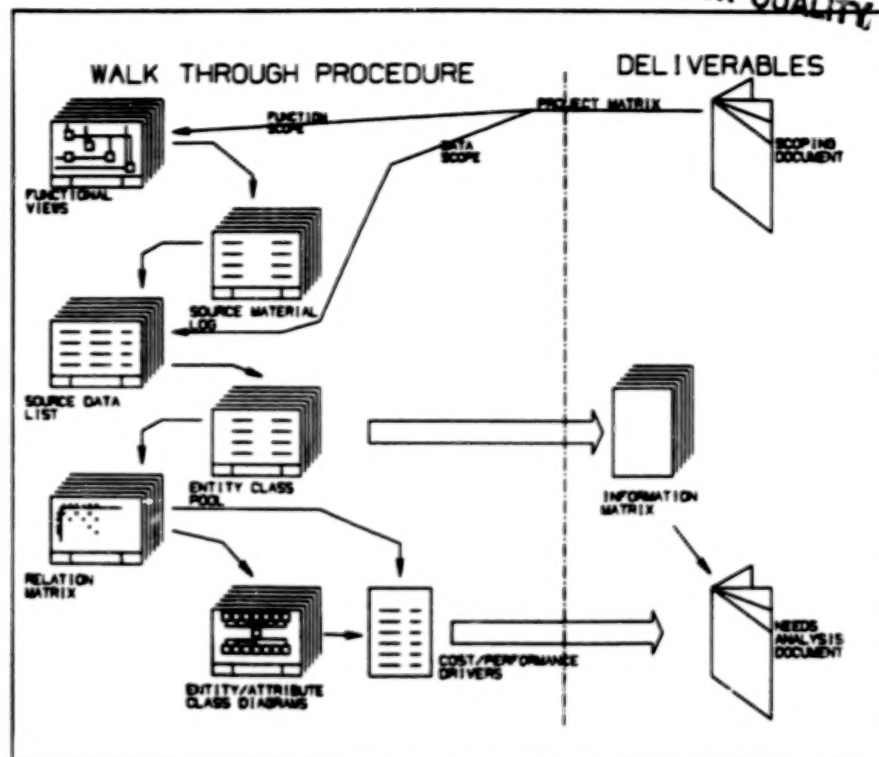 QUALITY
WALK THROUGH PROCEDURE
DELIVERABLES
FUNCTION
SCOPE
PROJECT MATRIX
DATA
SCOPE
SCOPING
DOCUMENT
FUNCTIONAL
VIEWS
SOURCE MATERIAL
LOG
SOURCE DATA
LIST
ENTITY CLASS
POOL
INFORMATION
MATRIX
RELATION
MATRIX
NEEDS
ANALYSIS
DOCUMENT
COST/PERFORMANCE
DRIVERS
ENTITY/ATTRIBUTE
CLASS DIAGRAMS